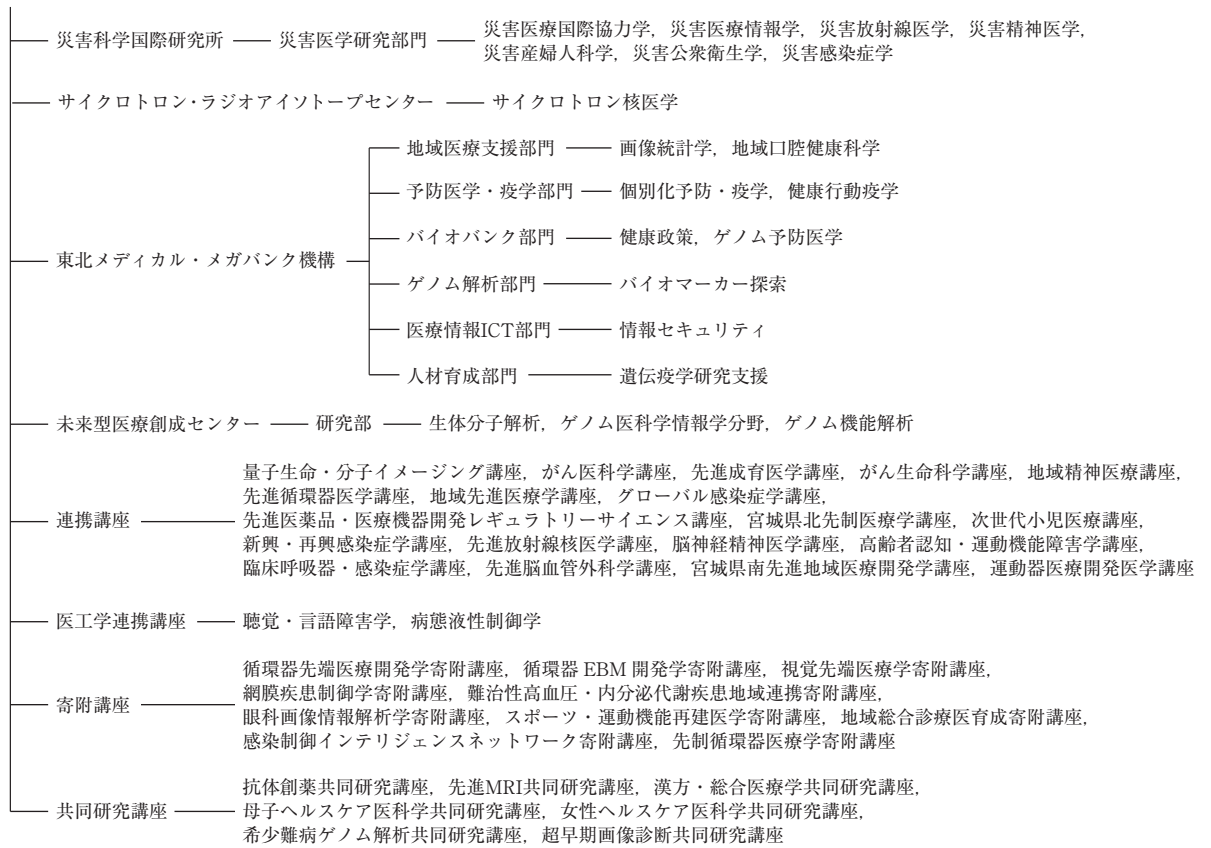 災害科学国際研究所 災害医学研究部門 災害医療国際協力学, 災害医療情報学, 災害放射線医学, 災害精神医学,
災害産婦人科学, 災害公衆衛生学, 災害感染症学
サイクロトロン・ラジオアイソトープセンター サイクロトロン核医学
東北メディカル・メガバンク機構
地域医療支援部門 画像統計学, 地域口腔健康科学
予防医学・疫学部門 個別化予防・疫学, 健康行動疫学
バイオバンク部門 健康政策, ゲノム予防医学
ゲノム解析部門 バイオマーカー探索
医療情報ICT部門 情報セキュリティ
人材育成部門 遺伝疫学研究支援
未来型医療創成センター 研究部 生体分子解析, ゲノム医科学情報学分野, ゲノム機能解析
連携講座
量子生命・分子イメージング講座, がん医科学講座, 先進成育医学講座, がん生命科学講座, 地域精神医療講座,
先進循環器医学講座, 地域先進医療学講座, グローバル感染症学講座,
先進医薬品・医療機器開発レギュラトリーサイエンス講座, 宮城県北先制医療学講座, 次世代小児医療講座,
新興・再興感染症学講座, 先進放射線核医学講座, 脳神経精神医学講座, 高齢者認知・運動機能障害学講座,
臨床呼吸器・感染症学講座, 先進脳血管外科学講座, 宮城県南先進地域医療開発学講座, 運動器医療開発医学講座
医工学連携講座 聴覚・言語障害学, 病態液性制御学
寄附講座
循環器先端医療開発学寄附講座, 循環器 EBM 開発学寄附講座, 視覚先端医療学寄附講座,
網膜疾患制御学寄附講座, 難治性高血圧・内分泌代謝疾患地域連携寄附講座,
眼科画像情報解析学寄附講座, スポーツ・運動機能再建医学寄附講座, 地域総合診療医育成寄附講座,
感染制御インテリジェンスネットワーク寄附講座, 先制循環器医療学寄附講座
共同研究講座
抗体創薬共同研究講座, 先進MRI共同研究講座, 漢方・総合医療学共同研究講座,
母子ヘルスケア医科学共同研究講座, 女性ヘルスケア医科学共同研究講座,
希少難病ゲノム解析共同研究講座, 超早期画像診断共同研究講座